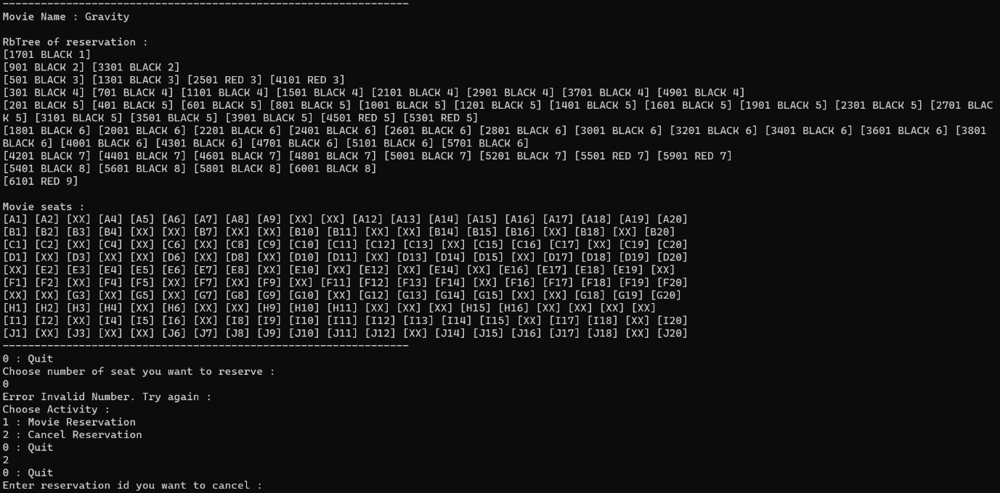 ----------------------------------------------------------------
Movie Name : Gravity
RbTree of reservation :
[1701 BLACK 1]
[901 BLACK 2] [3301 BLACK 2]
[501 BLACK 3] [1301 BLACK 3] [2501 RED 3] [4101 RED 3]
[301 BLACK 4] [701 BLACK 4] [1101 BLACK 4] [1501 BLACK 4] [2101 BLACK 4] [2901 BLACK 4] [3701 BLACK 4] [4901 BLACK 4]
[201 BLACK 5] [401 BLACK 5] [601 BLACK 5] [801 BLACK 5] [1001 BLACK 5] [1201 BLACK 5] [1401 BLACK 5] [1601 BLACK 5] [1901 BLACK 5] [2301 BLACK 5] [2701 BLAC
K 5] [3101 BLACK 5] [3501 BLACK 5] [3901 BLACK 5] [4501 RED 5] [5301 RED 5]
[1801 BLACK 6] [2001 BLACK 6] [2201 BLACK 6] [2401 BLACK 6] [2601 BLACK 6] [2801 BLACK 6] [3001 BLACK 6] [3201 BLACK 6] [3401 BLACK 6] [3601 BLACK 6] [3801
BLACK 6] [4001 BLACK 6] [4301 BLACK 6] [4701 BLACK 6] [5101 BLACK 6] [5701 BLACK 6]
[4201 BLACK 7] [4401 BLACK 7] [4601 BLACK 7] [4801 BLACK 7] [5001 BLACK 7] [5201 BLACK 7] [5501 RED 7] [5901 RED 7]
[5401 BLACK 8] [5601 BLACK 8] [5801 BLACK 8] [6001 BLACK 8]
[6101 RED 9]
Movie seats :
[A1] [A2] [XX] [A4] [A5] [A6] [A7] [A8] [A9] [XX] [XX] [A12] [A13] [A14] [A15] [A16] [A17] [A18] [A19] [A20]
[B1] [B2] [B3] [B4] [XX] [XX] [B7] [XX] [XX] [B10] [B11] [XX] [XX] [B14] [B15] [B16] [XX] [B18] [XX] [B20]
[C1] [C2] [XX] [C4] [XX] [C6] [XX] [C8] [C9] [C10] [C11] [C12] [C13] [XX] [C15] [C16] [C17] [XX] [C19] [C20]
[D1] [XX] [D3] [XX] [XX] [D6] [XX] [D8] [XX] [D10] [D11] [XX] [D13] [D14] [D15] [XX] [D17] [D18] [D19] [D20]
[XX] [E2] [E3] [E4] [E5] [E6] [E7] [E8] [XX] [E10] [XX] [E12] [XX] [E14] [XX] [E16] [E17] [E18] [E19] [XX]
[F1] [F2] [XX] [F4] [F5] [XX] [F7] [XX] [F9] [XX] [F11] [F12] [F13] [F14] [XX] [F16] [F17] [F18] [F19] [F20]
[XX] [XX] [G3] [XX] [G5] [XX] [G7] [G8] [G9] [G10] [XX] [G12] [G13] [G14] [G15] [XX] [XX] [G18] [G19] [G20]
[H1] [H2] [H3] [H4] [XX] [H6] [XX] [XX] [H9] [H10] [H11] [XX] [XX] [XX] [H15] [H16] [XX] [XX] [XX] [XX]
[I1] [I2] [XX] [I4] [I5] [I6] [XX] [I8] [I9] [I10] [I11] [I12] [I13] [I14] [I15] [XX] [I17] [I18] [XX] [I20]
[J1] [XX] [J3] [XX] [XX] [J6] [J7] [J8] [J9] [J10] [J11] [J12] [XX] [J14] [J15] [J16] [J17] [J18] [XX] [J20]
----------------------------------------------------------------
0 : Quit
Choose number of seat you want to reserve :
0
Error Invalid Number. Try again :
Choose Activity :
1 : Movie Reservation
2 : Cancel Reservation
0 : Quit
2
0 : Quit
Enter reservation id you want to cancel :